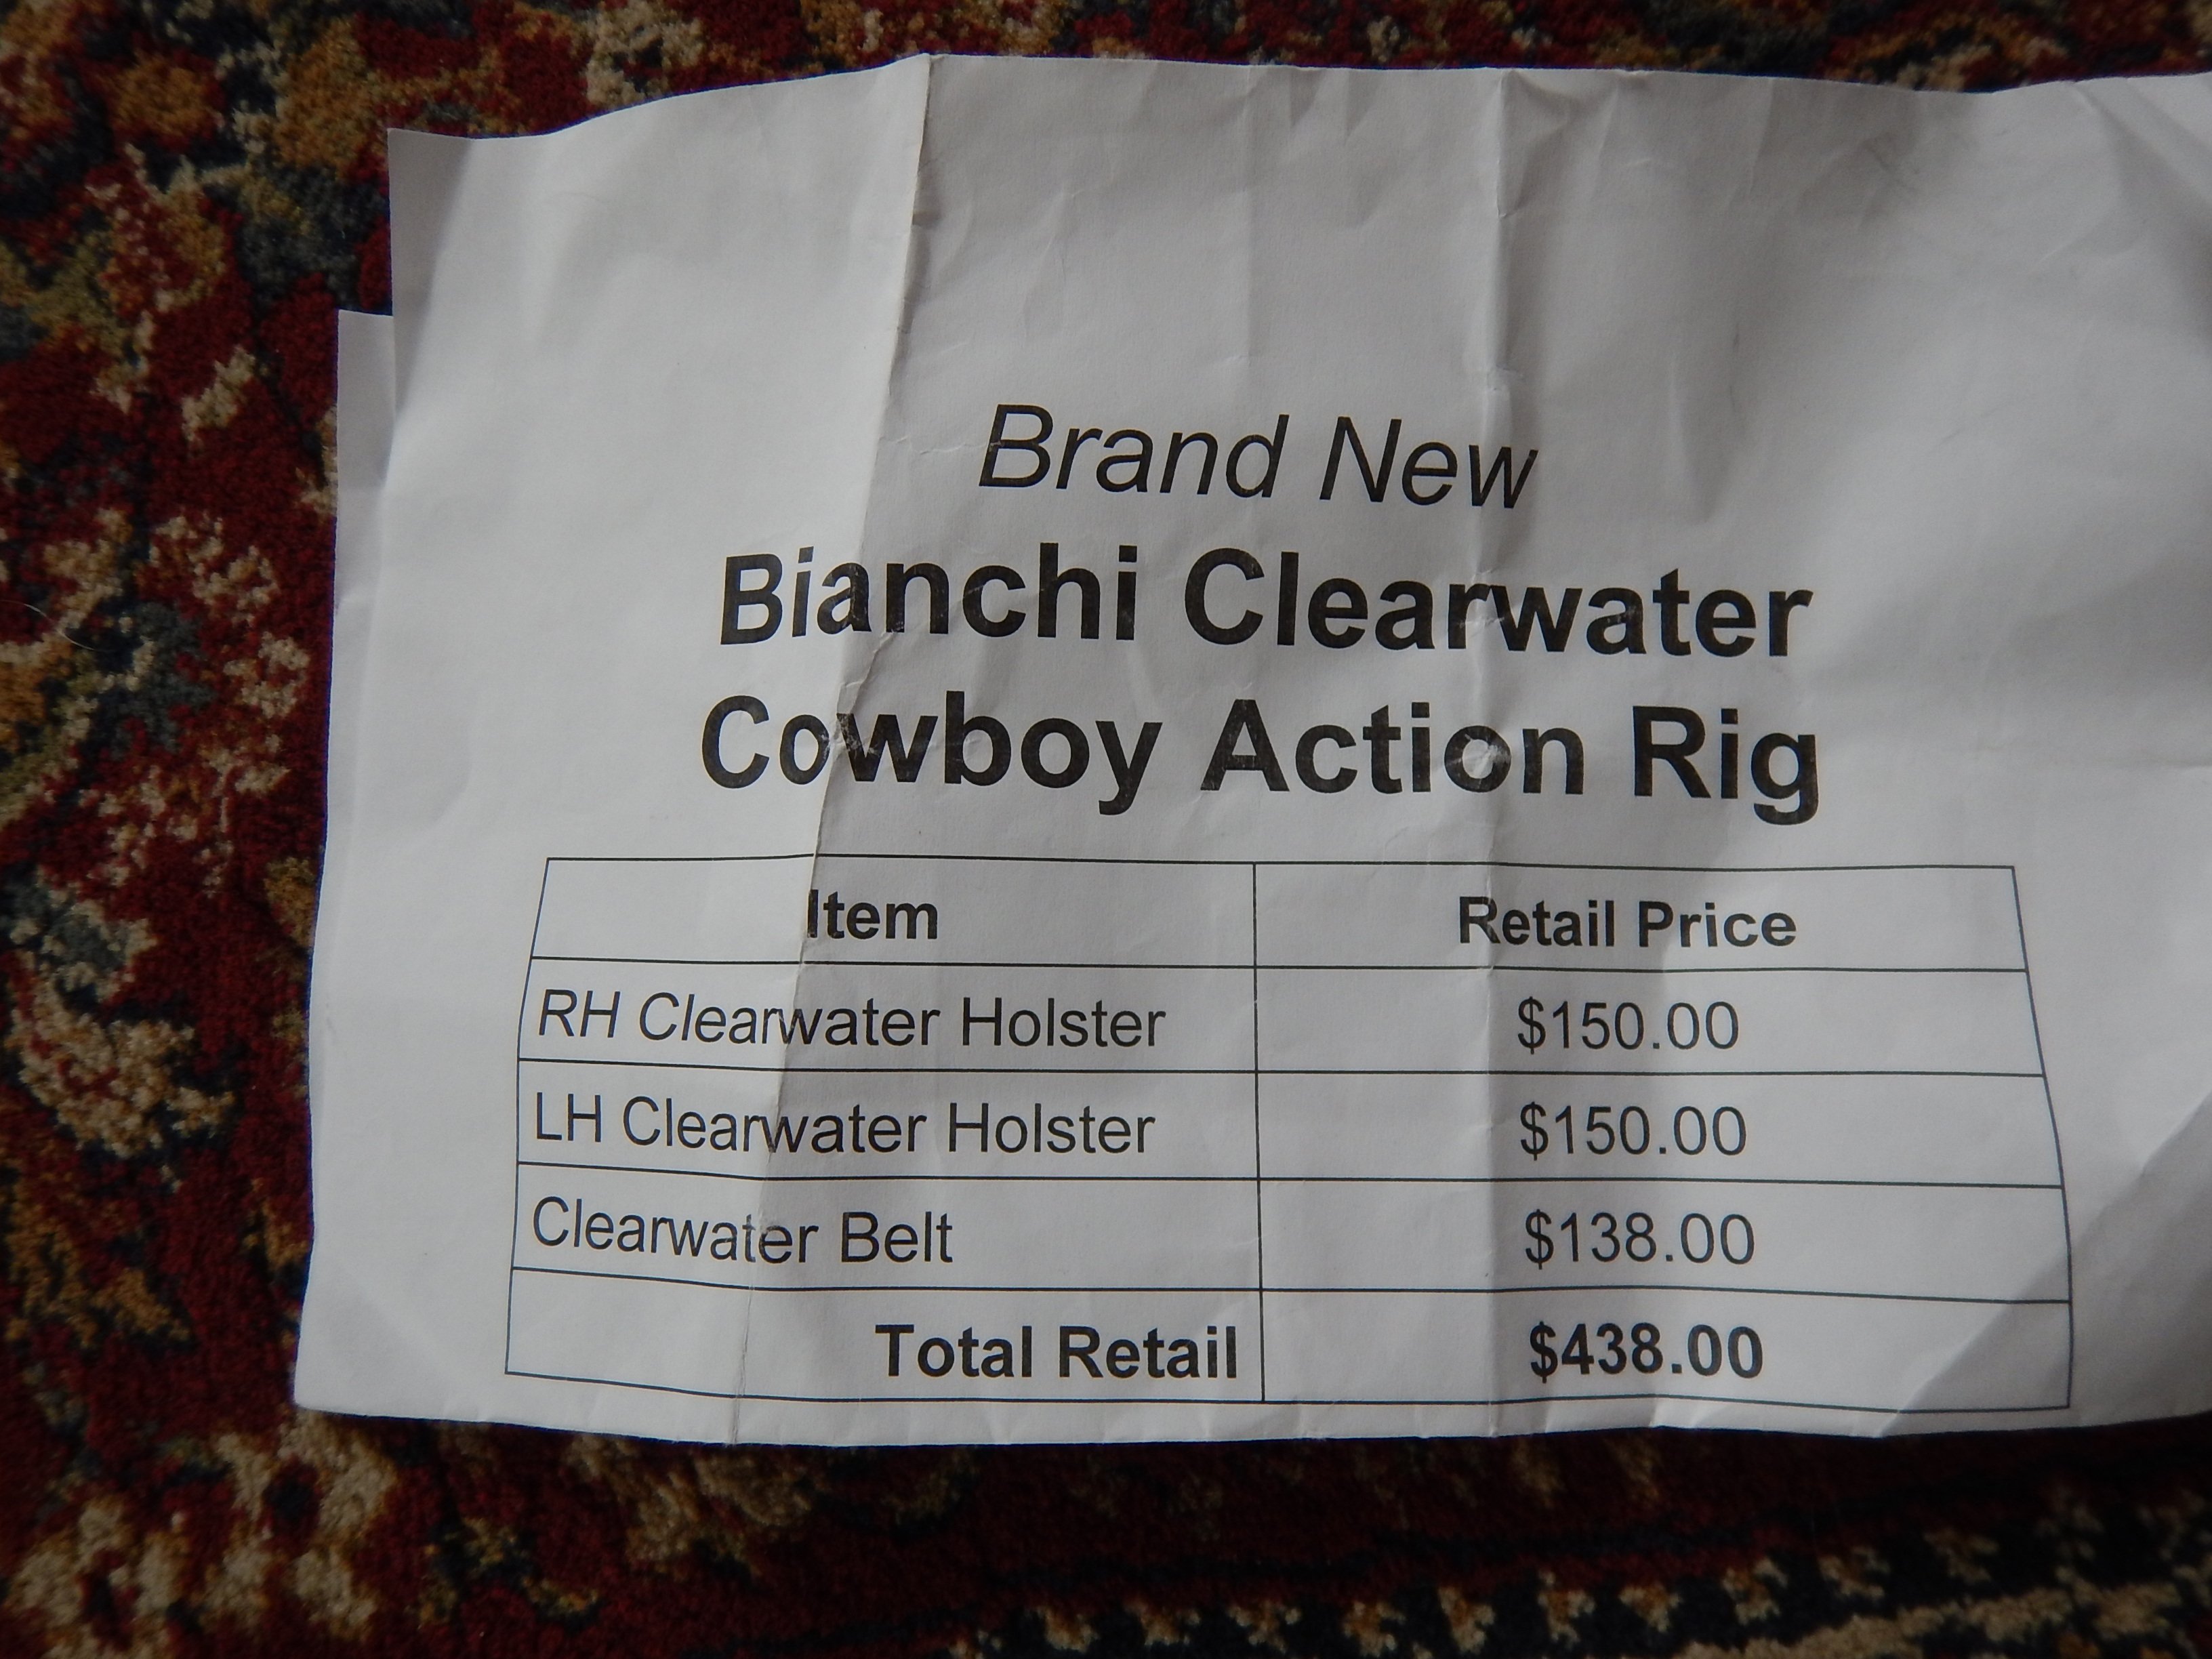 Brand New
Bianchi Clearwater
Cowboy Action Rig
Item Retail Price
RH Clearwater Holster $150.00
LH Clearwater Holster $150.00
Clearwater Belt $138.00
Total Retail $438.00